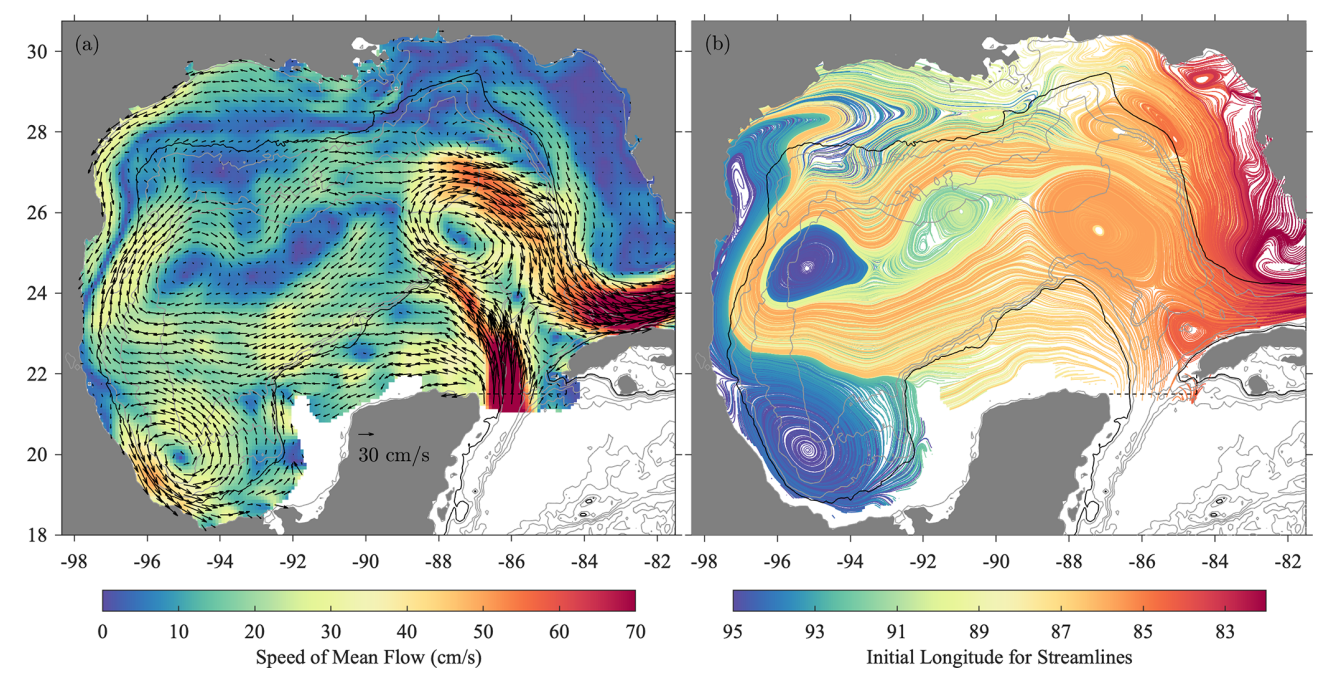 (a)
(b)
30
28
26
24
22
20
18
30 cm/s
-98 -96 -94 -92 -90 -88 -86 -84 -82
-98 -96 -94 -92 -90 -88 -86 -84 -82
0 10 20 30 40 50 60 70
95 93 91 89 87 85 83
Speed of Mean Flow (cm/s)
Initial Longitude for Streamlines